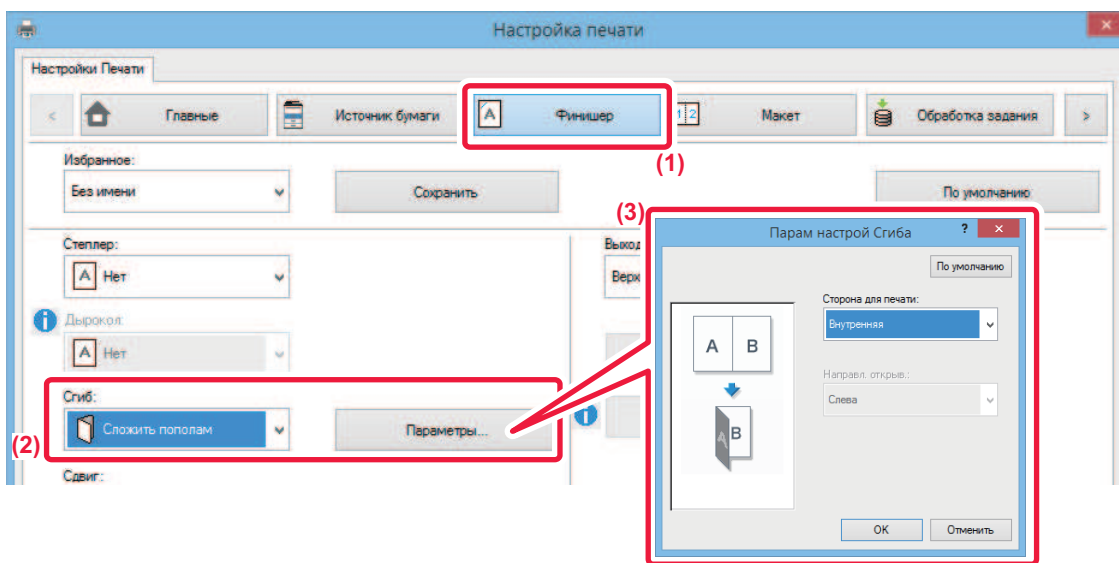 Настройка печати
Настройки Печати
< Главные Источник бумаги A Финишер 1 2 Макет Обработка задания >
(1)
Избранное:
Без имени Сохранить По умолчанию
(3)
Степлер:
A Нет
Дырокол:
A Нет
Сгиб:
(2) Сложить пополам Параметры...
Сдвиг:
Парам настрой Сгиба ? ×
По умолчанию
Сторона для печати:
Внутренняя
A B
Направл. открыв.:
Слева
A B
OK Отменить